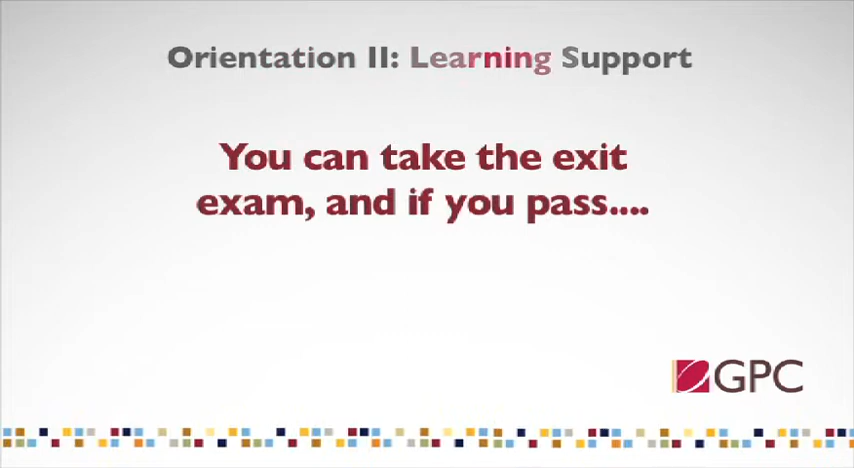 Orientation II: Learning Support
You can take the exit
exam, and if you pass....
GPC